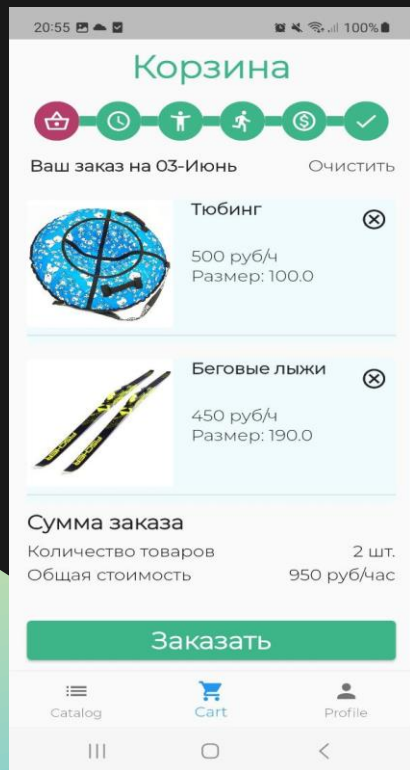 20:55 100%
Корзина
Ваш заказ на 03-Июнь Очистить
Тюбинг
500 руб/ч
Размер: 100.0
Беговые лыжи
450 руб/ч
Размер: 190.0
FISCHER
Сумма заказа
Количество товаров 2 шт.
Общая стоимость 950 руб/час
Заказать
Catalog Cart Profile